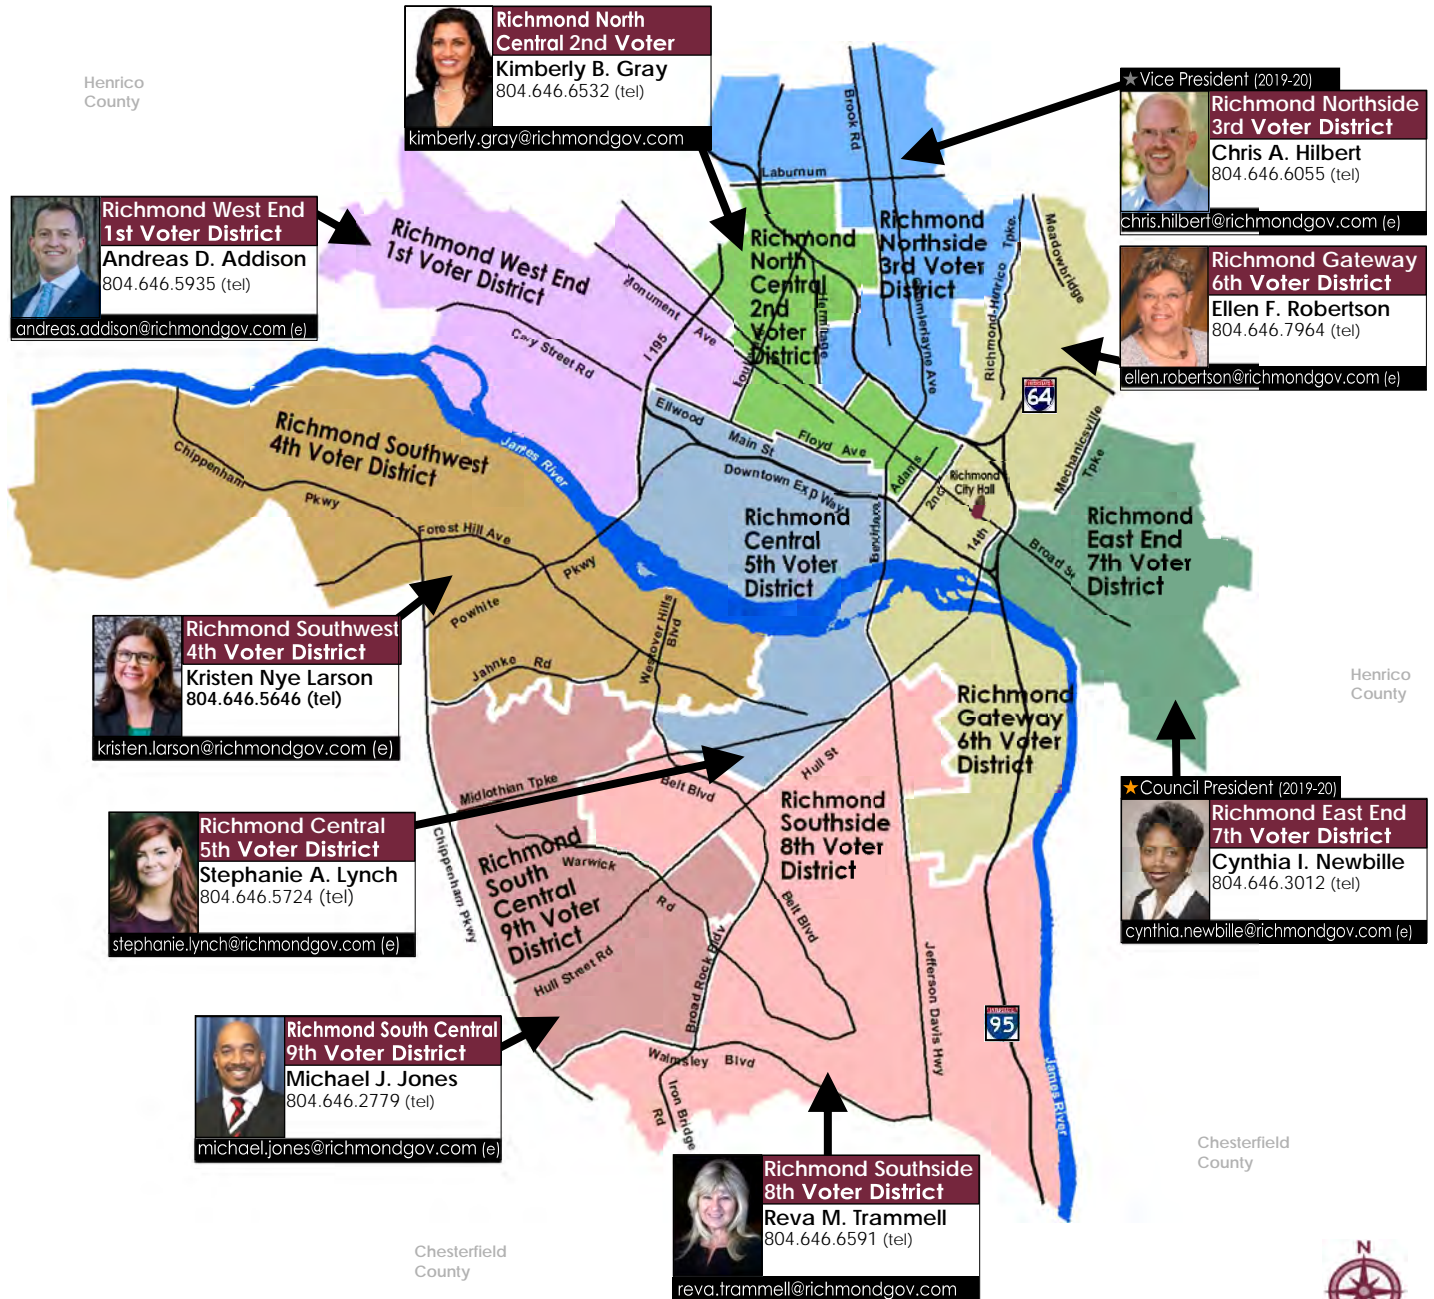 Richmond North
Central 2nd Voter
Kimberly B. Gray
804.646.6532 (tel)
kimberly.gray@richmondgov.com
Henrico
County
★Vice President (2019-20)
Richmond Northside
3rd Voter District
Chris A. Hilbert
804.646.6055 (tel)
chris.hilbert@richmondgov.com (e)
Richmond West End
1st Voter District
Andreas D. Addison
804.646.5935 (tel)
andreas.addison@richmondgov.com (e)
Richmond Gateway
6th Voter District
Ellen F. Robertson
804.646.7964 (tel)
ellen.robertson@richmondgov.com (e)
Brook Rd
Laburnum
Richmond West End
1st Voter District
Richmond
North
Central
2nd
Voter
District
Richmond
Northside
3rd Voter
District
Richmond-Henrico Tpke
Meadowbridge
Monument Ave
Cary Street Rd
I 195
Hermitage
Chamberlayne Ave
INTERSTATE
64
Ellwood
Main St
Floyd Ave
Downtown Exp Way
Adams
2nd
Richmond
City Hall
14th
Mechanicsville
Tpke
Broad St
Belvidere
James River
Richmond Southwest
4th Voter District
Chippenham
Pkwy
Forest Hill Ave
Powhite
Pkwy
Jahnke Rd
Westover Hills
Blvd
Richmond
Central
5th Voter
District
Richmond
East End
7th Voter
District
Richmond Southwest
4th Voter District
Kristen Nye Larson
804.646.5646 (tel)
kristen.larson@richmondgov.com (e)
Henrico
County
Richmond
Gateway
6th Voter
District
Hull St
Midlothian Tpke
Belt Blvd
Richmond
Southside
8th Voter
District
★Council President (2019-20)
Richmond East End
7th Voter District
Cynthia I. Newbille
804.646.3012 (tel)
cynthia.newbille@richmondgov.com (e)
Richmond Central
5th Voter District
Stephanie A. Lynch
804.646.5724 (tel)
stephanie.lynch@richmondgov.com (e)
Chippenham Pkwy
Richmond
South
Central
9th Voter
District
Warwick
Rd
Hull Street Rd
Belt Blvd
Broad Rock Bldv
Jefferson Davis Hwy
INTERSTATE
95
Richmond South Central
9th Voter District
Michael J. Jones
804.646.2779 (tel)
michael.jones@richmondgov.com (e)
Walmsley Blvd
Iron Bridge
Rd
James River
Chesterfield
County
Richmond Southside
8th Voter District
Reva M. Trammell
804.646.6591 (tel)
reva.trammell@richmondgov.com
Chesterfield
County
N